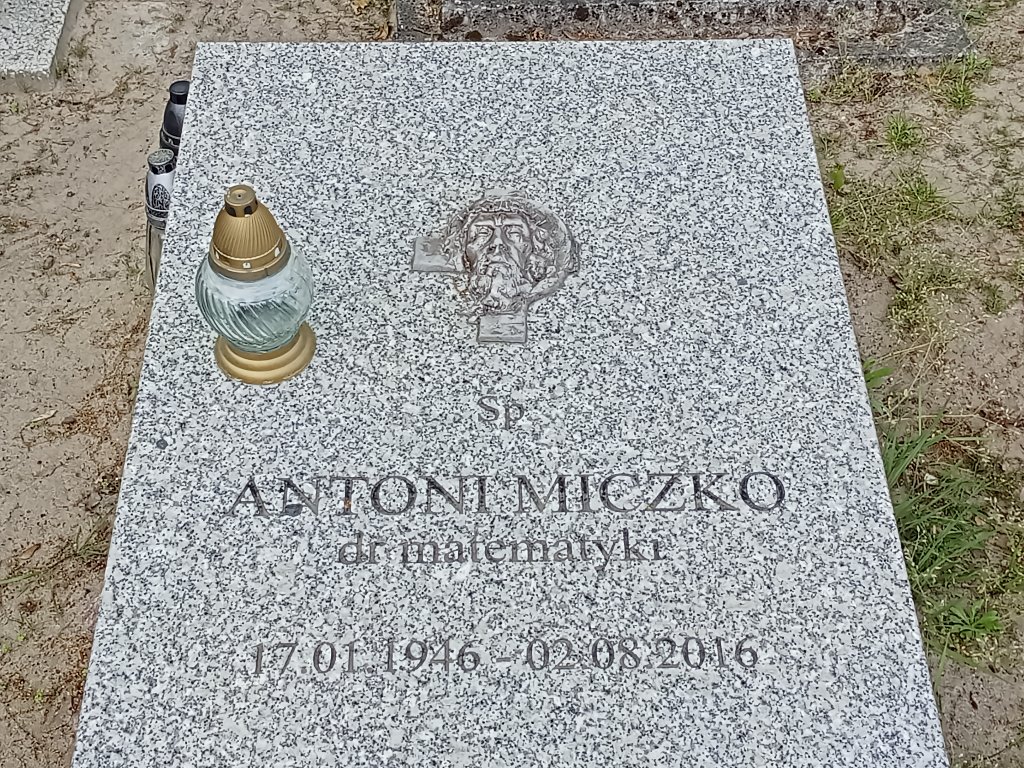 Sp
ANTONI MICZKO
dr matematyki
17.01.1946 - 02.08.2016